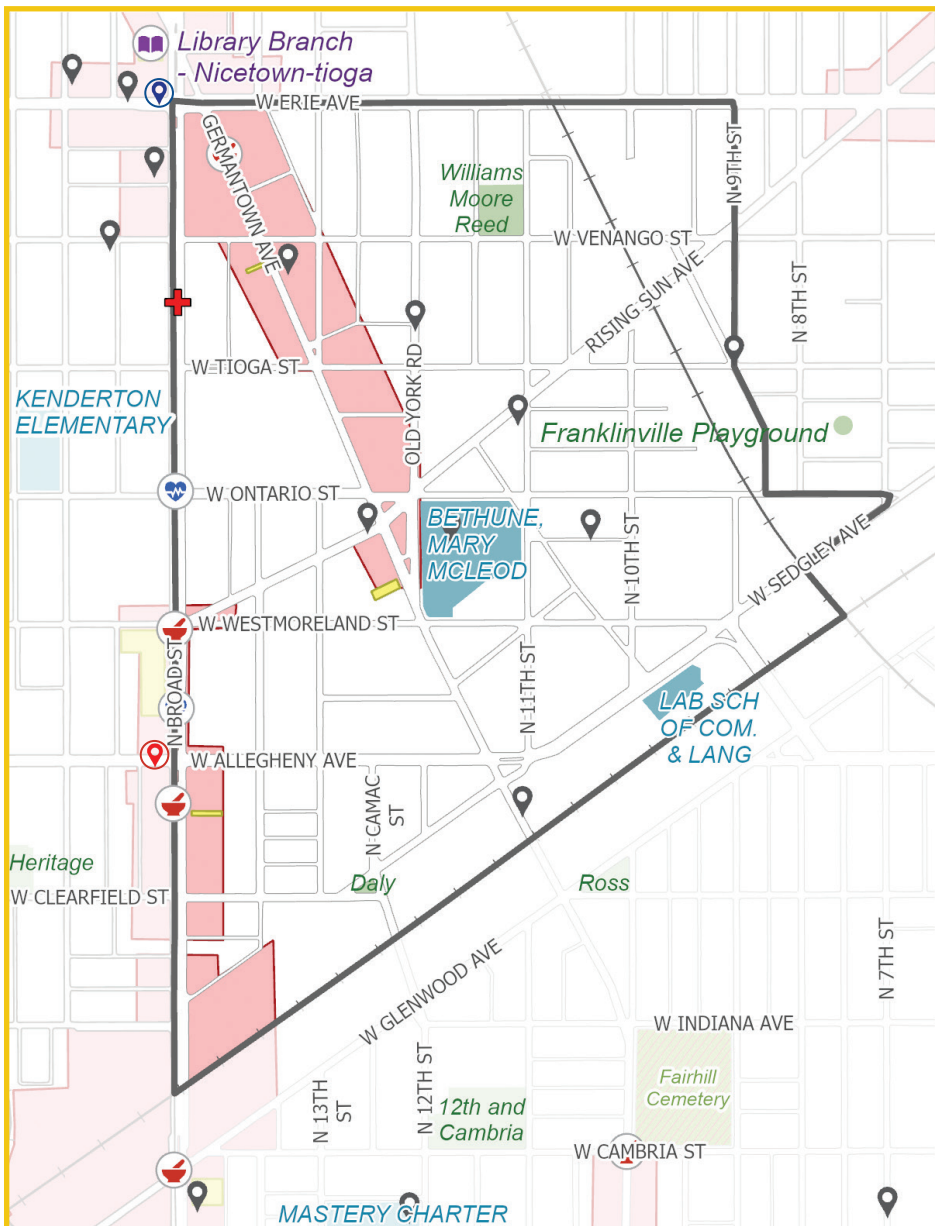 Library Branch
- Nicetown-tioga
W ERIE AVE
GERMANTOWN AVE
N 9TH ST
Williams
Moore
Reed
W VENANGO ST
RISING SUN AVE
N 8TH ST
W TIOGA ST
OLD YORK RD
KENDERTON
ELEMENTARY
Franklinville Playground
W ONTARIO ST
BETHUNE,
MARY
MCLEOD
N 10TH ST
W SEDGLEY AVE
W WESTMORELAND ST
N BROAD ST
N 11TH ST
LAB SCH
OF COM.
& LANG
W ALLEGHENY AVE
N CAMAC
ST
Heritage
Daly
Ross
W CLEARFIELD ST
N 7TH ST
W GLENWOOD AVE
W INDIANA AVE
N 13TH
ST
N 12TH ST
Fairhill
Cemetery
12th and
Cambria
W CAMBRIA ST
MASTERY CHARTER